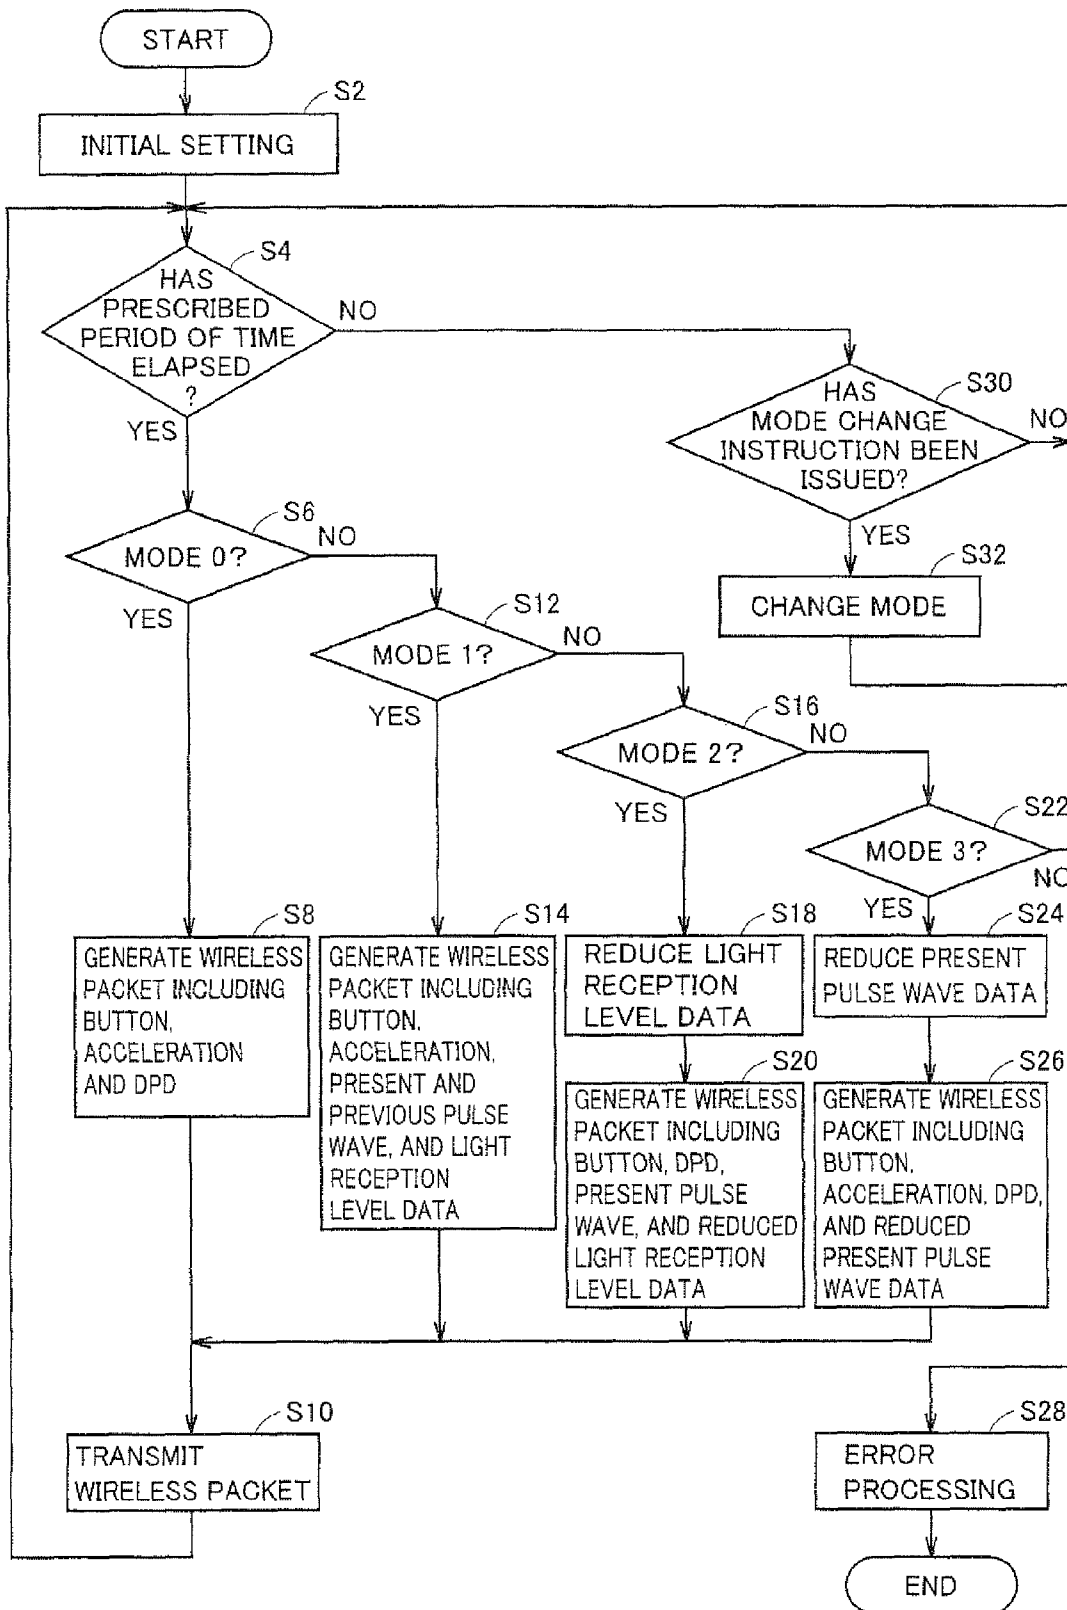 START
S2
INITIAL SETTING
S4
HAS
PRESCRIBED
PERIOD OF TIME
ELAPSED
?
NO
YES
S30
HAS
MODE CHANGE
INSTRUCTION BEEN
ISSUED?
NO
YES
S32
CHANGE MODE
S6
MODE 0?
NO
YES
S12
MODE 1?
NO
YES
S16
MODE 2?
NO
YES
S22
MODE 3?
NO
YES
S8
GENERATE WIRELESS
PACKET INCLUDING
BUTTON,
ACCELERATION
AND DPD
S14
GENERATE WIRELESS
PACKET INCLUDING
BUTTON,
ACCELERATION,
PRESENT AND
PREVIOUS PULSE
WAVE, AND LIGHT
RECEPTION
LEVEL DATA
S18
REDUCE LIGHT
RECEPTION
LEVEL DATA
S24
REDUCE PRESENT
PULSE WAVE DATA
S20
GENERATE WIRELESS
PACKET INCLUDING
BUTTON, DPD,
PRESENT PULSE
WAVE, AND REDUCED
LIGHT RECEPTION
LEVEL DATA
S26
GENERATE WIRELESS
PACKET INCLUDING
BUTTON,
ACCELERATION, DPD,
AND REDUCED
PRESENT PULSE
WAVE DATA
S10
TRANSMIT
WIRELESS PACKET
S28
ERROR
PROCESSING
END